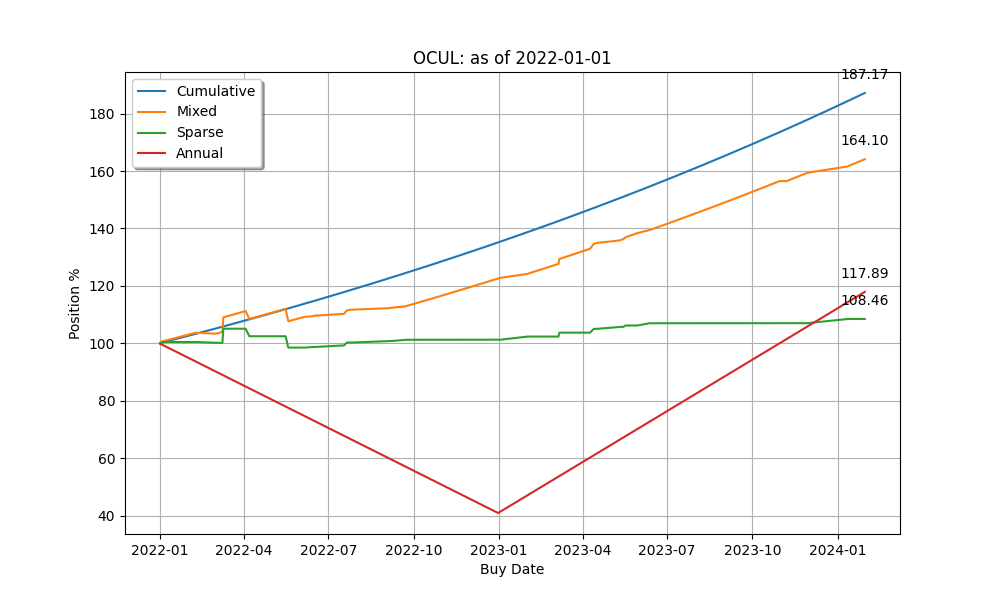 OCUL: as of 2022-01-01
187.17
Cumulative
Mixed
Sparse
Annual
164.10
117.89
108.46
180
160
140
120
100
80
60
40
Position %
2022-01 2022-04 2022-07 2022-10 2023-01 2023-04 2023-07 2023-10 2024-01
Buy Date